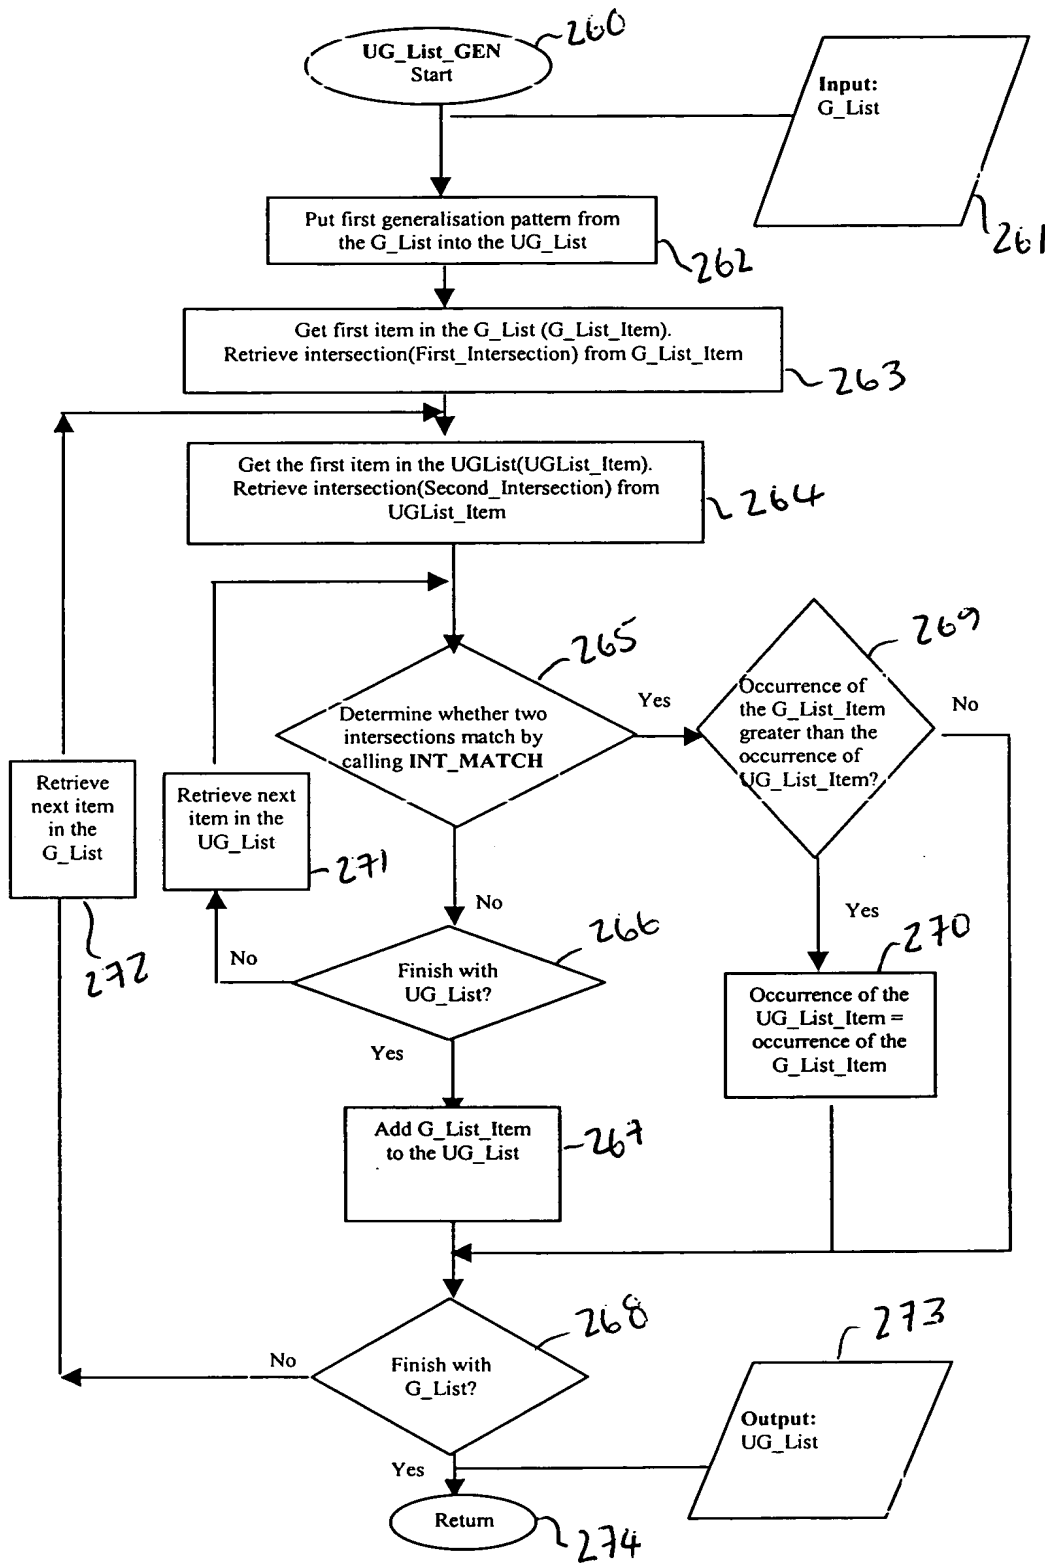 UG_List_GEN
Start
260
Input:
G_List
261
Put first generalisation pattern from
the G_List into the UG_List
262
Get first item in the G_List (G_List_Item).
Retrieve intersection(First_Intersection) from G_List_Item
263
Get the first item in the UGList(UGList_Item).
Retrieve intersection(Second_Intersection) from
UGList_Item
264
Determine whether two
intersections match by
calling INT_MATCH
265
Yes
Occurrence of
the G_List_Item
greater than the
occurrence of
UG_List_Item?
269
No
Retrieve
next item
in the
G_List
272
Retrieve next
item in the
UG_List
271
No
Yes
Finish with
UG_List?
266
No
Occurrence of the
UG_List_Item =
occurrence of the
G_List_Item
270
Yes
Add G_List_Item
to the UG_List
267
Finish with
G_List?
268
No
Output:
UG_List
273
Yes
Return
274